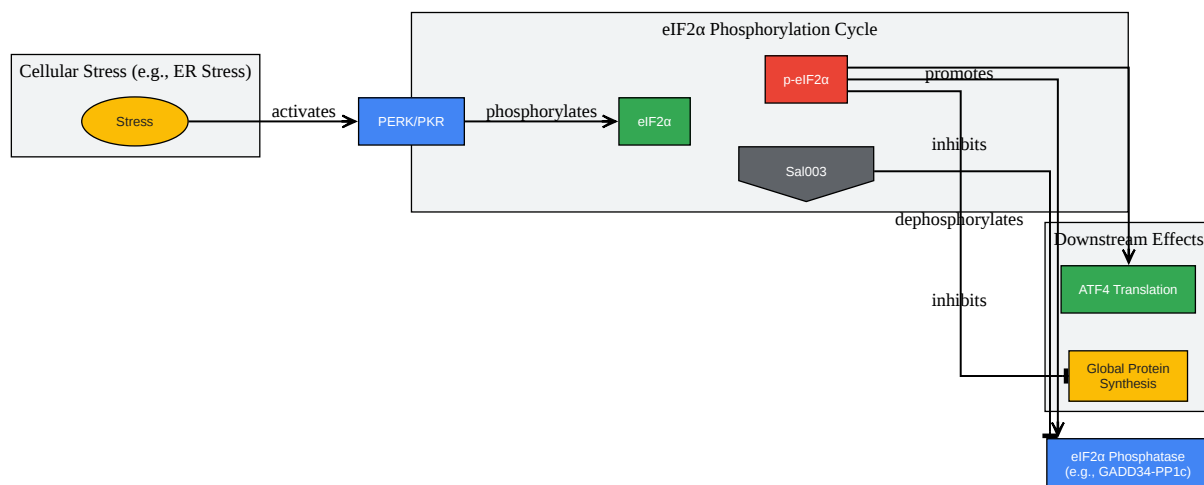 eIF2α Phosphorylation Cycle
Cellular Stress (e.g., ER Stress)
Stress
activates
PERK/PKR
phosphorylates
eIF2α
p-eIF2α
promotes
inhibits
Sal003
dephosphorylates
Downstream Effects
ATF4 Translation
inhibits
Global Protein
Synthesis
eIF2α Phosphatase
(e.g., GADD34-PP1c)